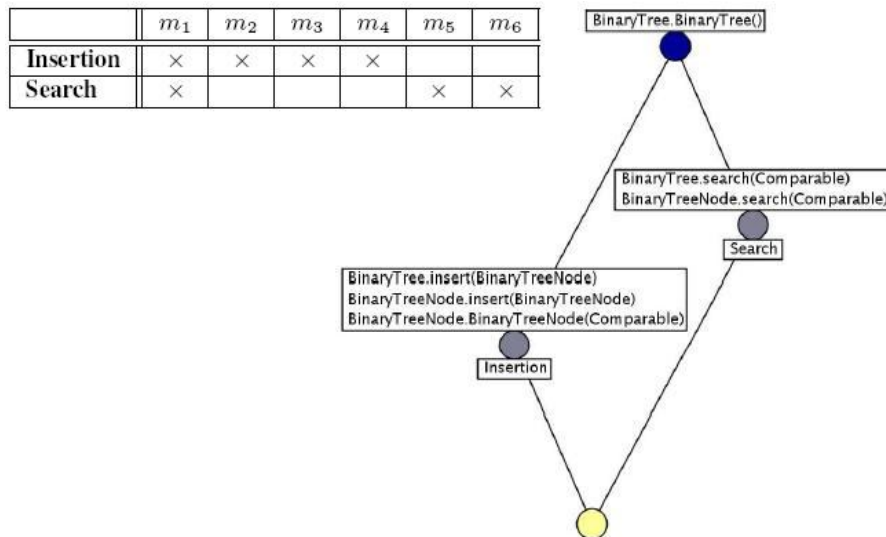 m₁ m₂ m₃ m₄ m₅ m₆
Insertion × × × ×
Search × × ×
BinaryTree.BinaryTree()
BinaryTree.search(Comparable)
BinaryTreeNode.search(Comparable)
Search
BinaryTree.insert(BinaryTreeNode)
BinaryTreeNode.insert(BinaryTreeNode)
BinaryTreeNode.BinaryTreeNode(Comparable)
Insertion